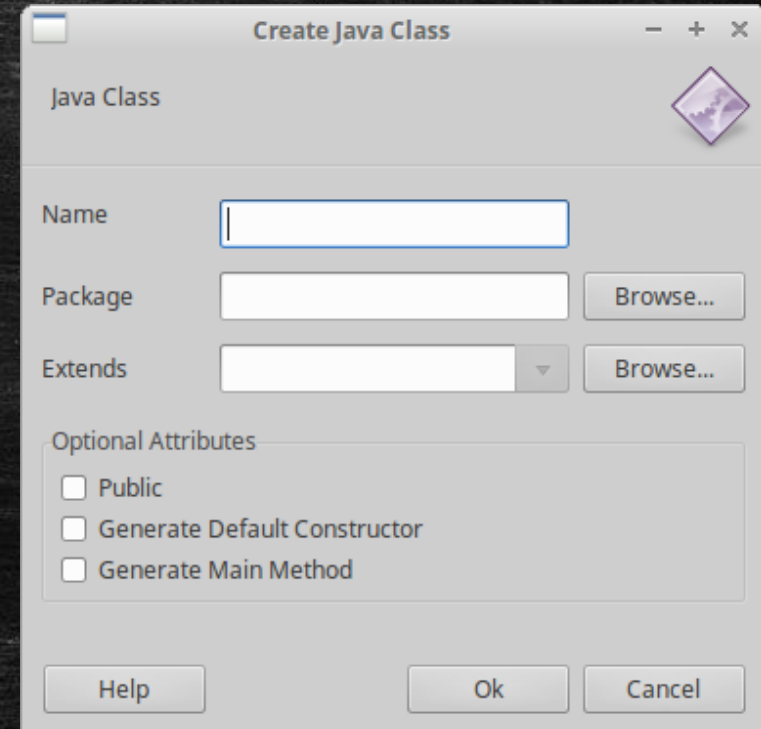 Create Java Class
Java Class
Name
Package Browse...
Extends Browse...
Optional Attributes
Public
Generate Default Constructor
Generate Main Method
Help Ok Cancel